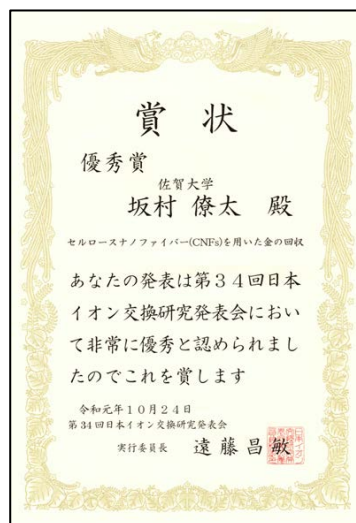 賞状
優秀賞
佐賀大学
坂村 僚太 殿
セルロースナノファイバー(CNFs)を用いた金の回収
あなたの発表は第３４回日本
イオン交換研究発表会におい
て非常に優秀と認められまし
たのでこれを賞します
令和元年１０月２４日
第34回日本イオン交換研究発表会
実行委員長 遠藤昌敏